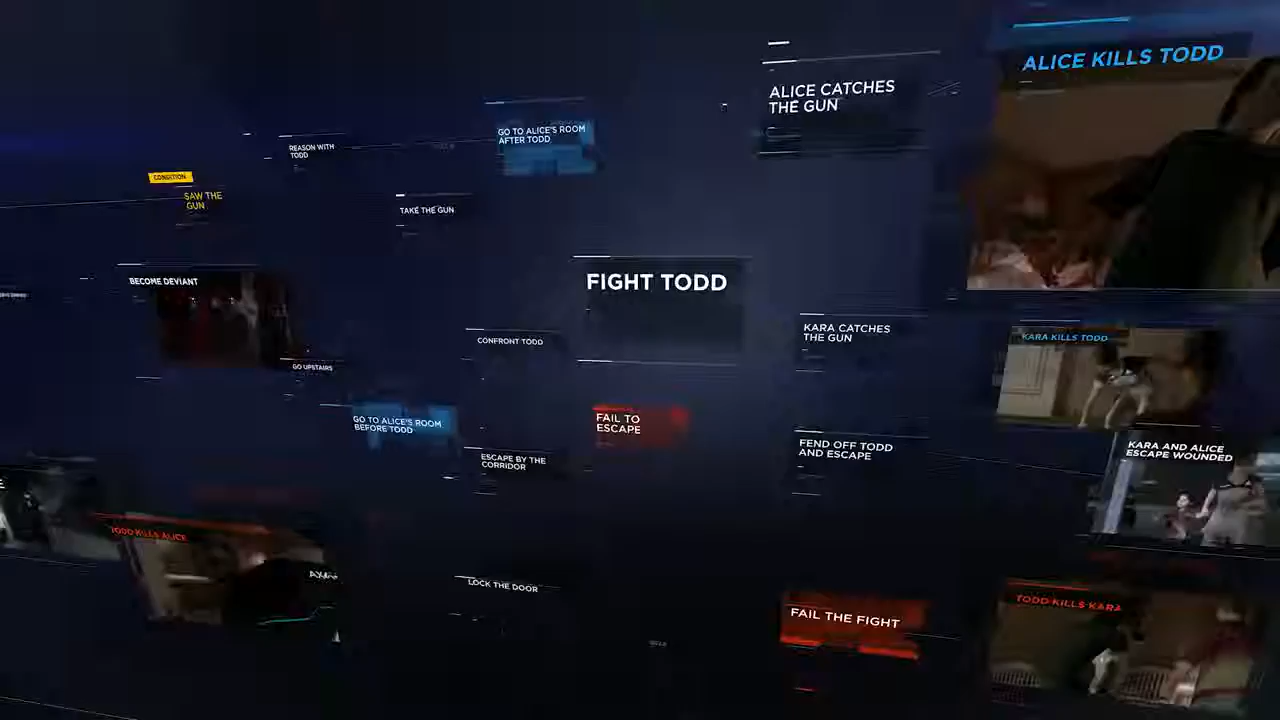 ALICE KILLS TODD
ALICE CATCHES
THE GUN
GO TO ALICE'S ROOM
AFTER TODD
REASON WITH
TODD
CONDITION
SAW THE
GUN
TAKE THE GUN
BECOME DEVIANT
FIGHT TODD
KARA CATCHES
THE GUN
KARA KILLS TODD
CONFRONT TODD
GO UPSTAIRS
GO TO ALICE'S ROOM
BEFORE TODD
FAIL TO
ESCAPE
FEND OFF TODD
AND ESCAPE
KARA AND ALICE
ESCAPE WOUNDED
ESCAPE BY THE
CORRIDOR
TODD KILLS ALICE
LOCK THE DOOR
FAIL THE FIGHT
TODD KILLS KARA